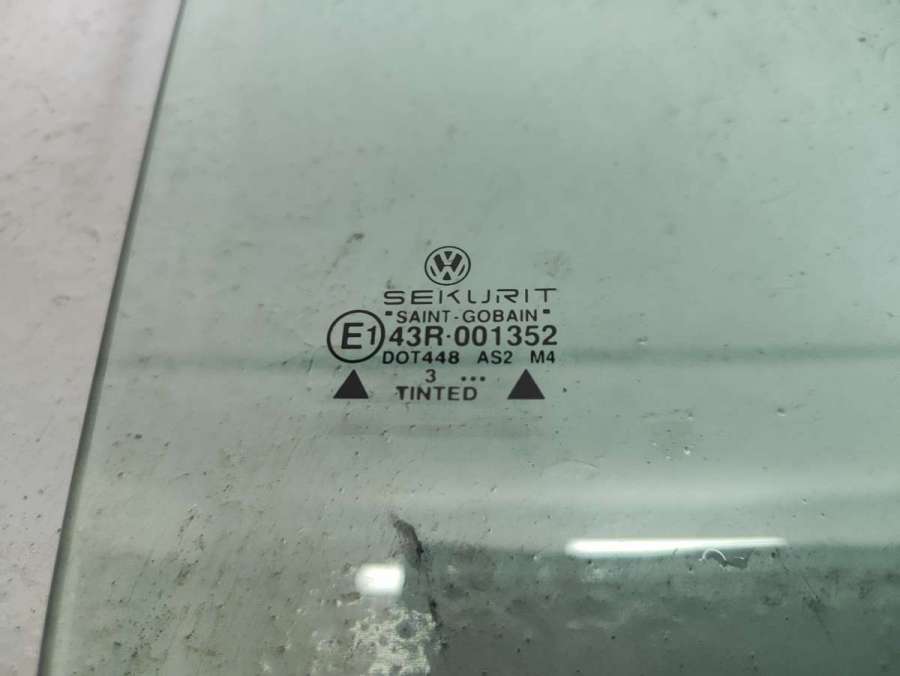 SEKURIT
"SAINT-GOBAIN"
E1 43R·001352
DOT448 AS2 M4
3 ...
TINTED